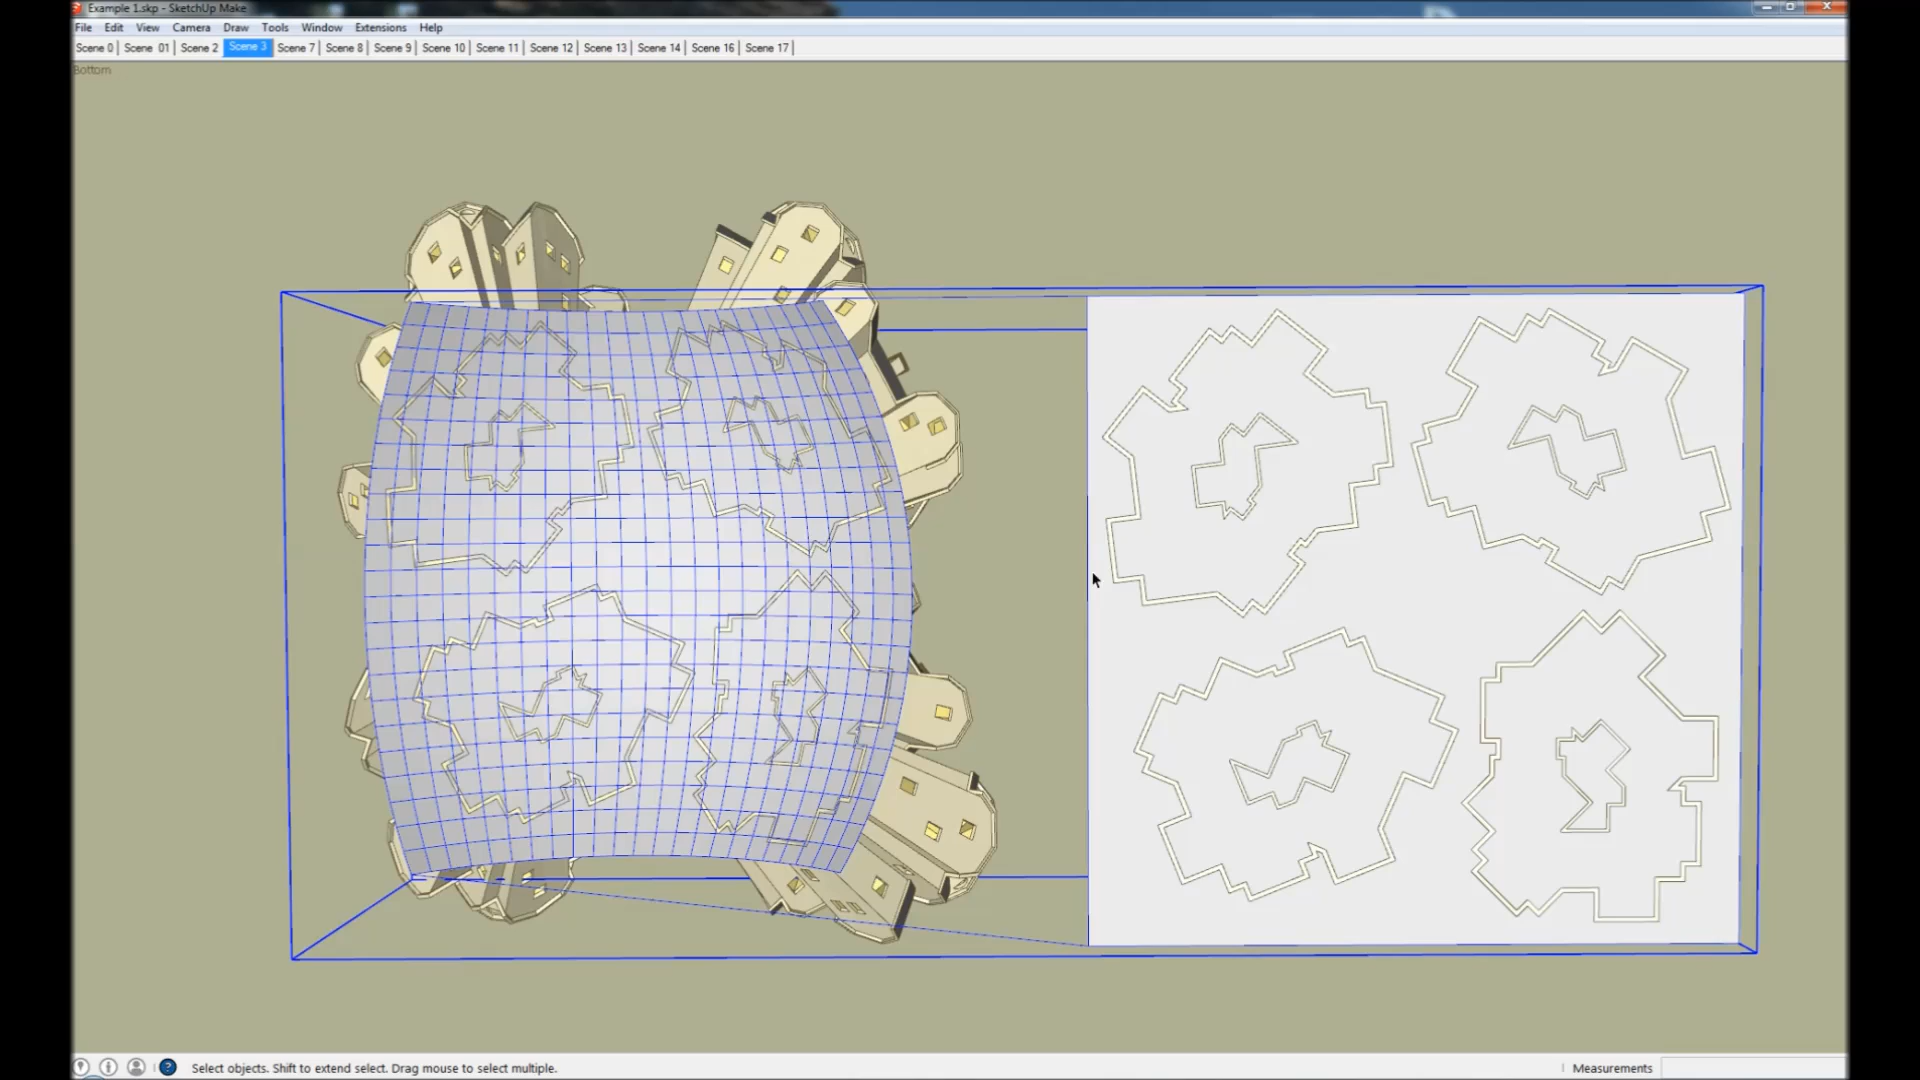 Example 1.skp - SketchUp Make
File Edit View Camera Draw Tools Window Extensions Help
Scene 0 Scene 01 Scene 2 Scene 3 Scene 7 Scene 8 Scene 9 Scene 10 Scene 11 Scene 12 Scene 13 Scene 14 Scene 16 Scene 17
Bottom
Select objects. Shift to extend select. Drag mouse to select multiple.
Measurements